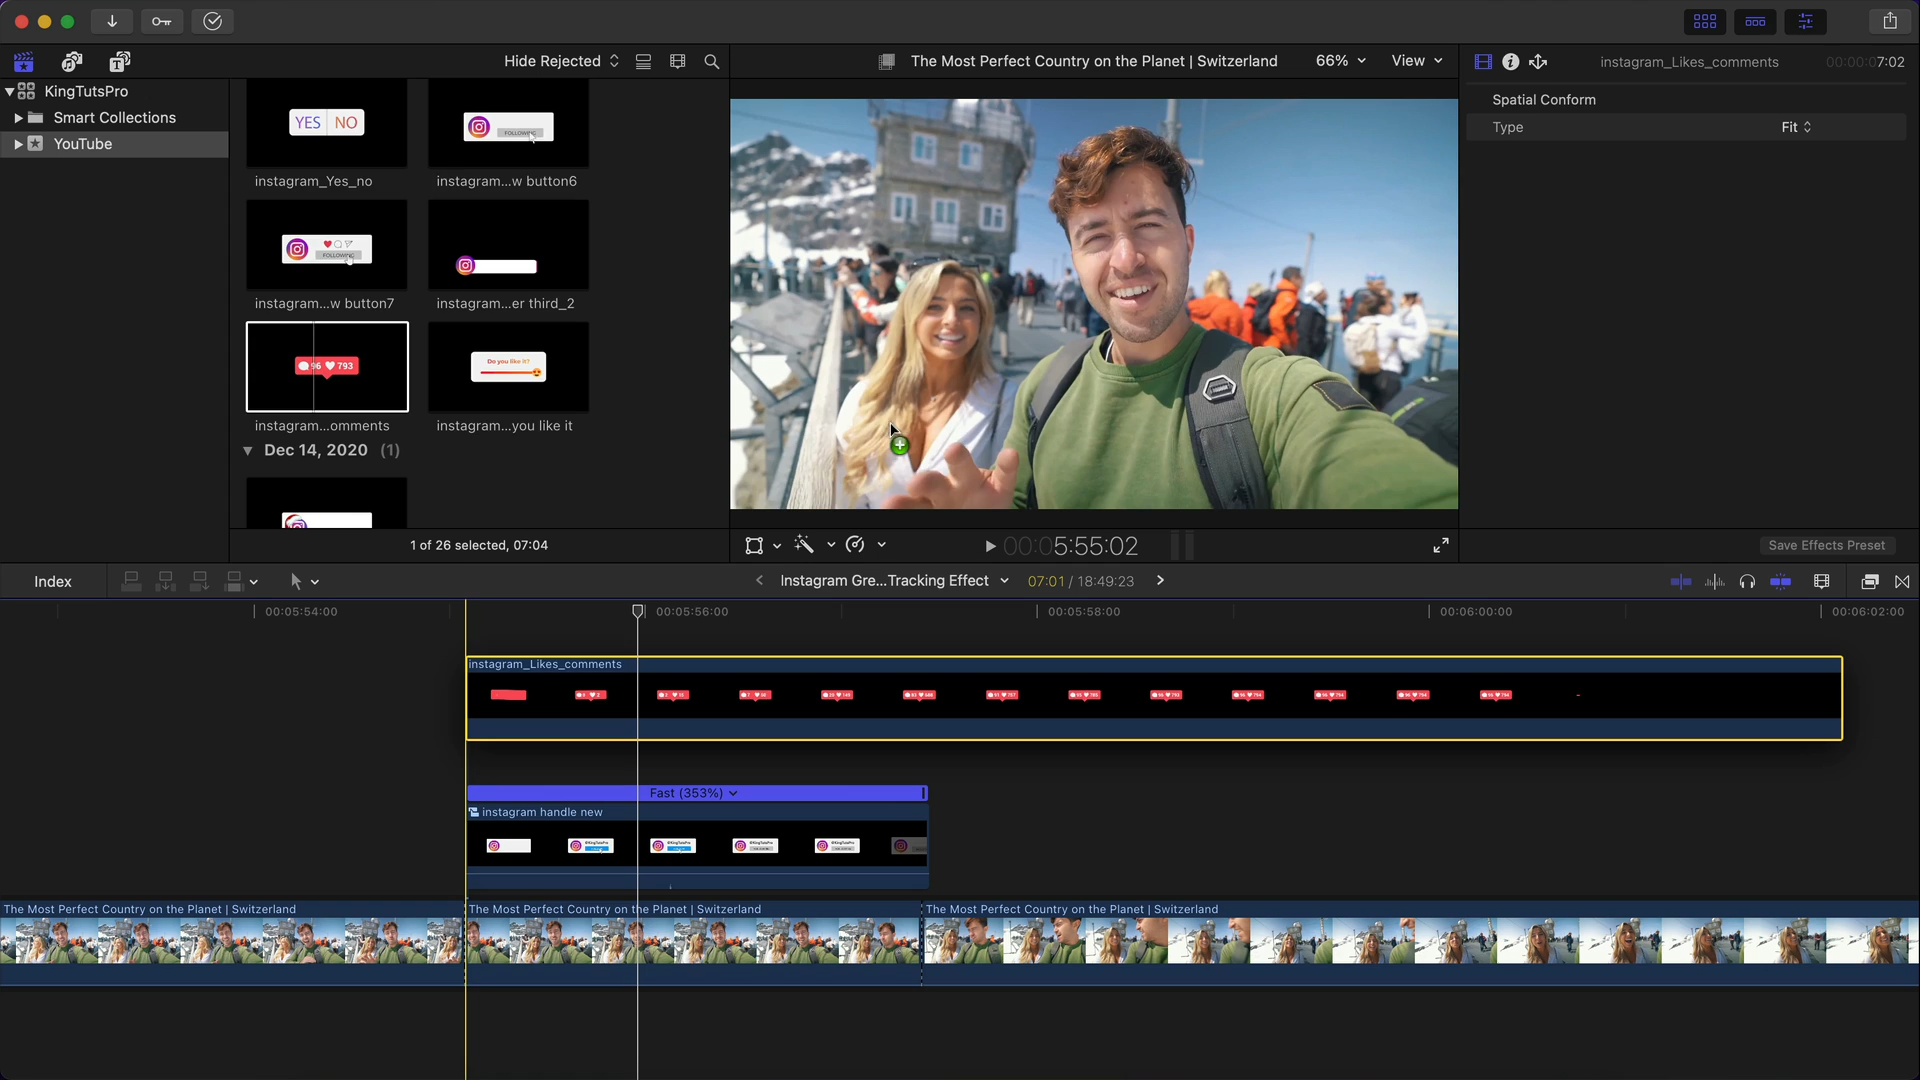 Hide Rejected
The Most Perfect Country on the Planet | Switzerland
66%
View
instagram_Likes_comments
00:00:07:02
KingTutsPro
Smart Collections
YouTube
YES NO
FOLLOWING
instagram_Yes_no
instagram...w button6
FOLLOWING
instagram...w button7
instagram...er third_2
96 793
Do you like it?
instagram...omments
instagram...you like it
Dec 14, 2020 (1)
1 of 26 selected, 07:04
Spatial Conform
Type
Fit
00:05:55:02
Save Effects Preset
Index
Instagram Gre...Tracking Effect
07:01 / 18:49:23
00:05:54:00
00:05:56:00
00:05:58:00
00:06:00:00
00:06:02:00
instagram_Likes_comments
Fast (353%)
instagram handle new
The Most Perfect Country on the Planet | Switzerland
The Most Perfect Country on the Planet | Switzerland
The Most Perfect Country on the Planet | Switzerland